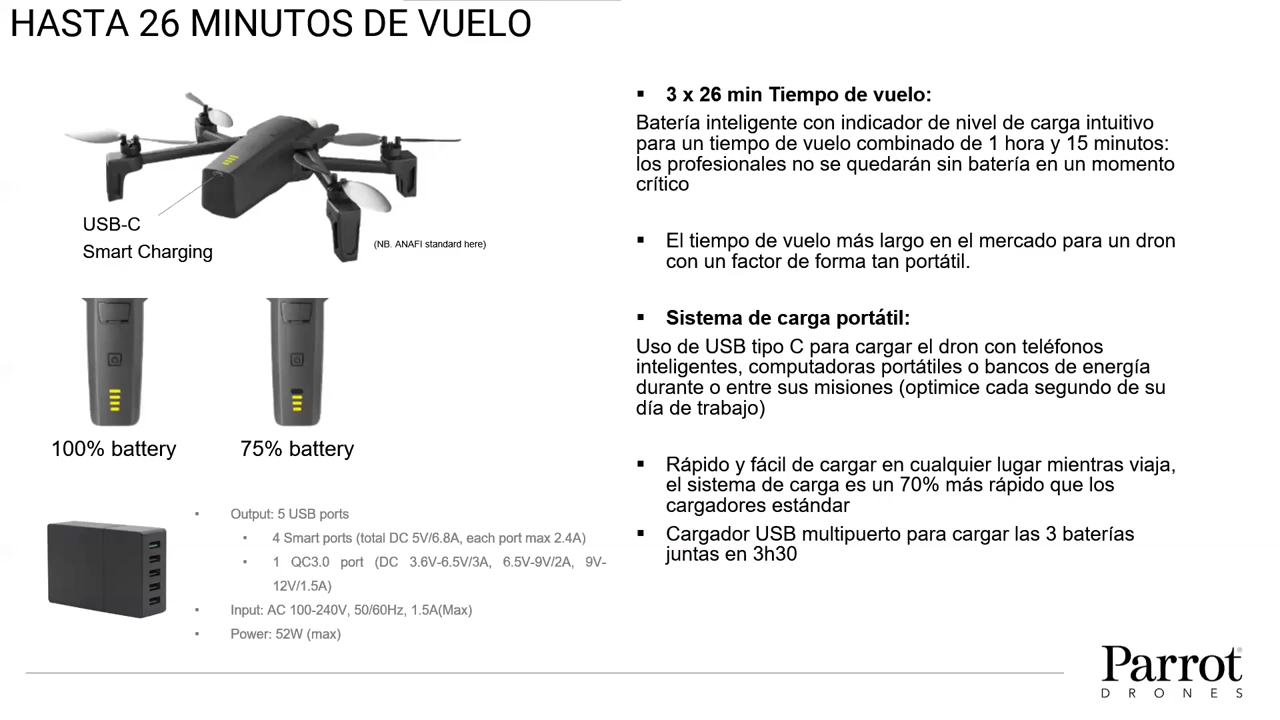 HASTA 26 MINUTOS DE VUELO
USB-C
Smart Charging
(NB. ANAFI standard here)
100% battery
75% battery
▪ Output: 5 USB ports
▪ 4 Smart ports (total DC 5V/6.8A, each port max 2.4A)
▪ 1 QC3.0 port (DC 3.6V-6.5V/3A, 6.5V-9V/2A, 9V-
12V/1.5A)
▪ Input: AC 100-240V, 50/60Hz, 1.5A(Max)
▪ Power: 52W (max)
▪ 3 x 26 min Tiempo de vuelo:
Batería inteligente con indicador de nivel de carga intuitivo
para un tiempo de vuelo combinado de 1 hora y 15 minutos:
los profesionales no se quedarán sin batería en un momento
crítico
▪ El tiempo de vuelo más largo en el mercado para un dron
con un factor de forma tan portátil.
▪ Sistema de carga portátil:
Uso de USB tipo C para cargar el dron con teléfonos
inteligentes, computadoras portátiles o bancos de energía
durante o entre sus misiones (optimice cada segundo de su
día de trabajo)
▪ Rápido y fácil de cargar en cualquier lugar mientras viaja,
el sistema de carga es un 70% más rápido que los
cargadores estándar
▪ Cargador USB multipuerto para cargar las 3 baterías
juntas en 3h30
Parrot®
DRONES